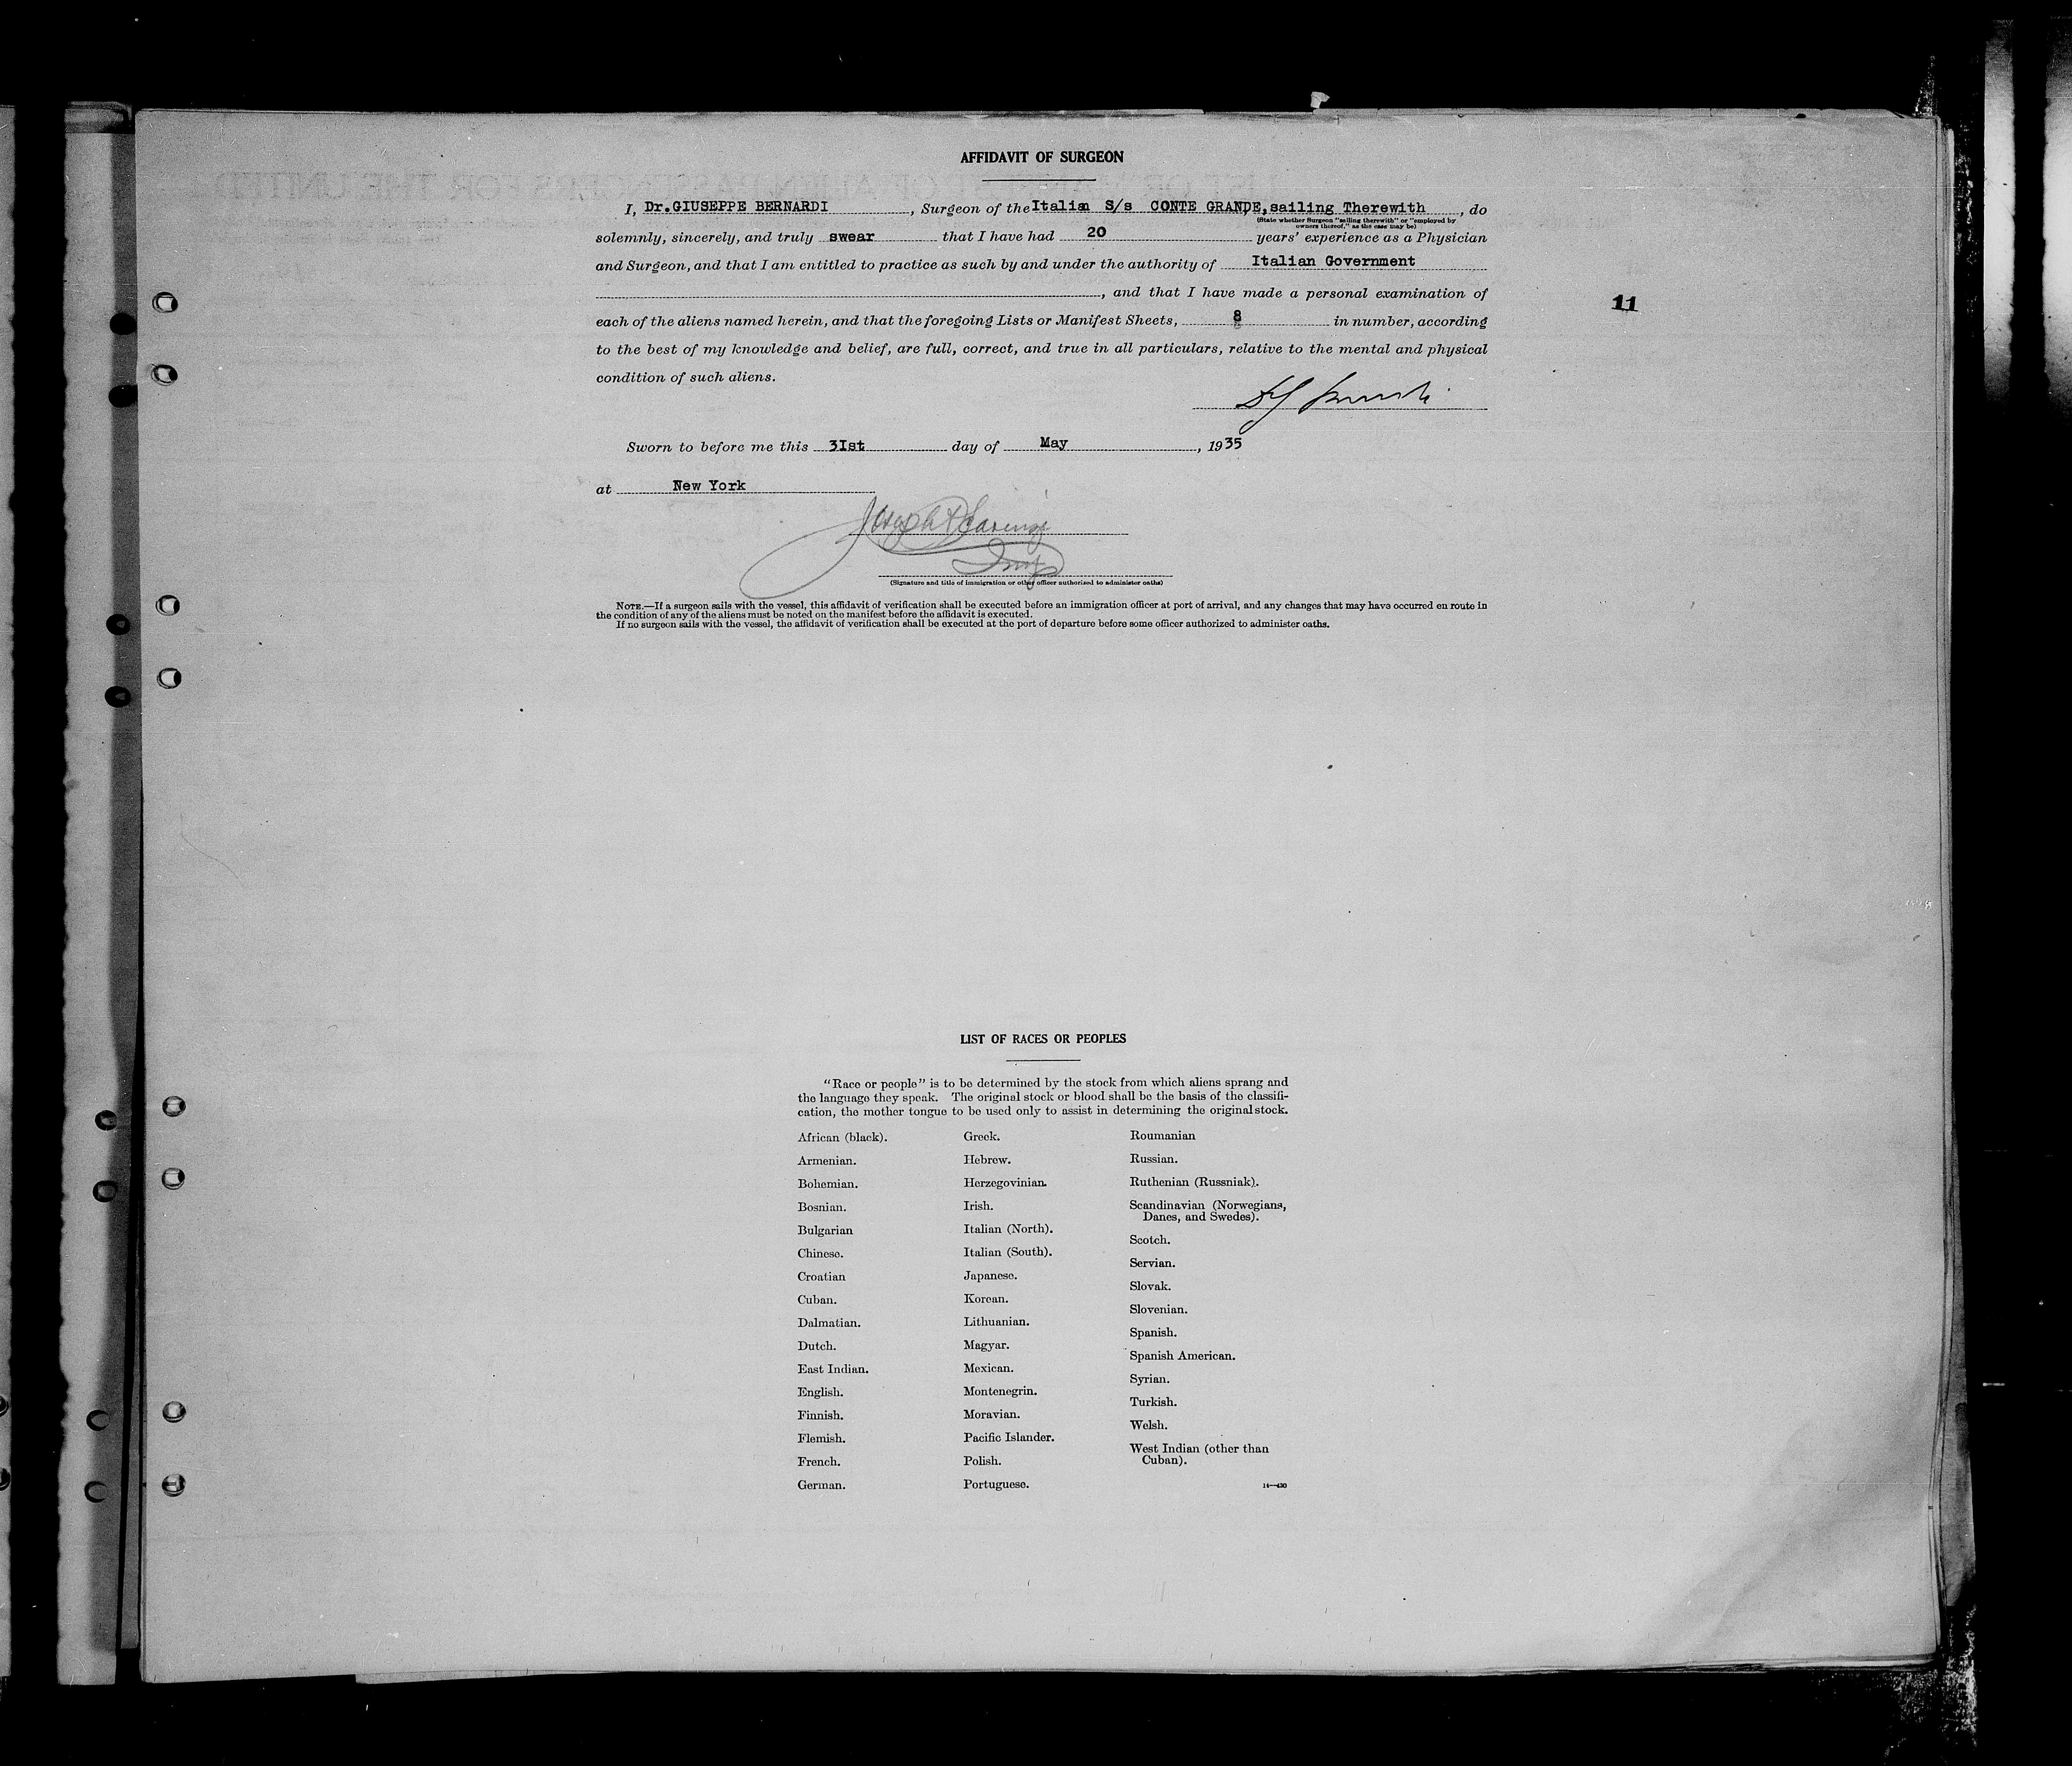 AFFIDAVIT OF SURGEON
I, Dr.GIUSEPPE BERNARDI, Surgeon of the Italian S/s CONTE GRANDE, sailing Therewith, do
(State whether Surgeon "sailing therewith" or "employed by
owners thereof," as the case may be)
solemnly, sincerely, and truly swear that I have had 20 years' experience as a Physician
and Surgeon, and that I am entitled to practice as such by and under the authority of Italian Government
, and that I have made a personal examination of
11
each of the aliens named herein, and that the foregoing Lists or Manifest Sheets, 8 in number, according
to the best of my knowledge and belief, are full, correct, and true in all particulars, relative to the mental and physical
condition of such aliens.
Sworn to before me this 3Ist day of May, 1935
at New York
Joseph
Insp
(Signature and title of immigration or other officer authorized to administer oaths)
NOTE.—If a surgeon sails with the vessel, this affidavit of verification shall be executed before an immigration officer at port of arrival, and any changes that may have occurred en route in
the condition of any of the aliens must be noted on the manifest before the affidavit is executed.
If no surgeon sails with the vessel, the affidavit of verification shall be executed at the port of departure before some officer authorized to administer oaths.
LIST OF RACES OR PEOPLES
"Race or people" is to be determined by the stock from which aliens sprang and
the language they speak. The original stock or blood shall be the basis of the classifi-
cation, the mother tongue to be used only to assist in determining the original stock.
African (black).
Armenian.
Bohemian.
Bosnian.
Bulgarian
Chinese.
Croatian
Cuban.
Dalmatian.
Dutch.
East Indian.
English.
Finnish.
Flemish.
French.
German.
Greek.
Hebrew.
Herzegovinian.
Irish.
Italian (North).
Italian (South).
Japanese.
Korean.
Lithuanian.
Magyar.
Mexican.
Montenegrin.
Moravian.
Pacific Islander.
Polish.
Portuguese.
Roumanian
Russian.
Ruthenian (Russniak).
Scandinavian (Norwegians,
Danes, and Swedes).
Scotch.
Servian.
Slovak.
Slovenian.
Spanish.
Spanish American.
Syrian.
Turkish.
Welsh.
West Indian (other than
Cuban).
14—430